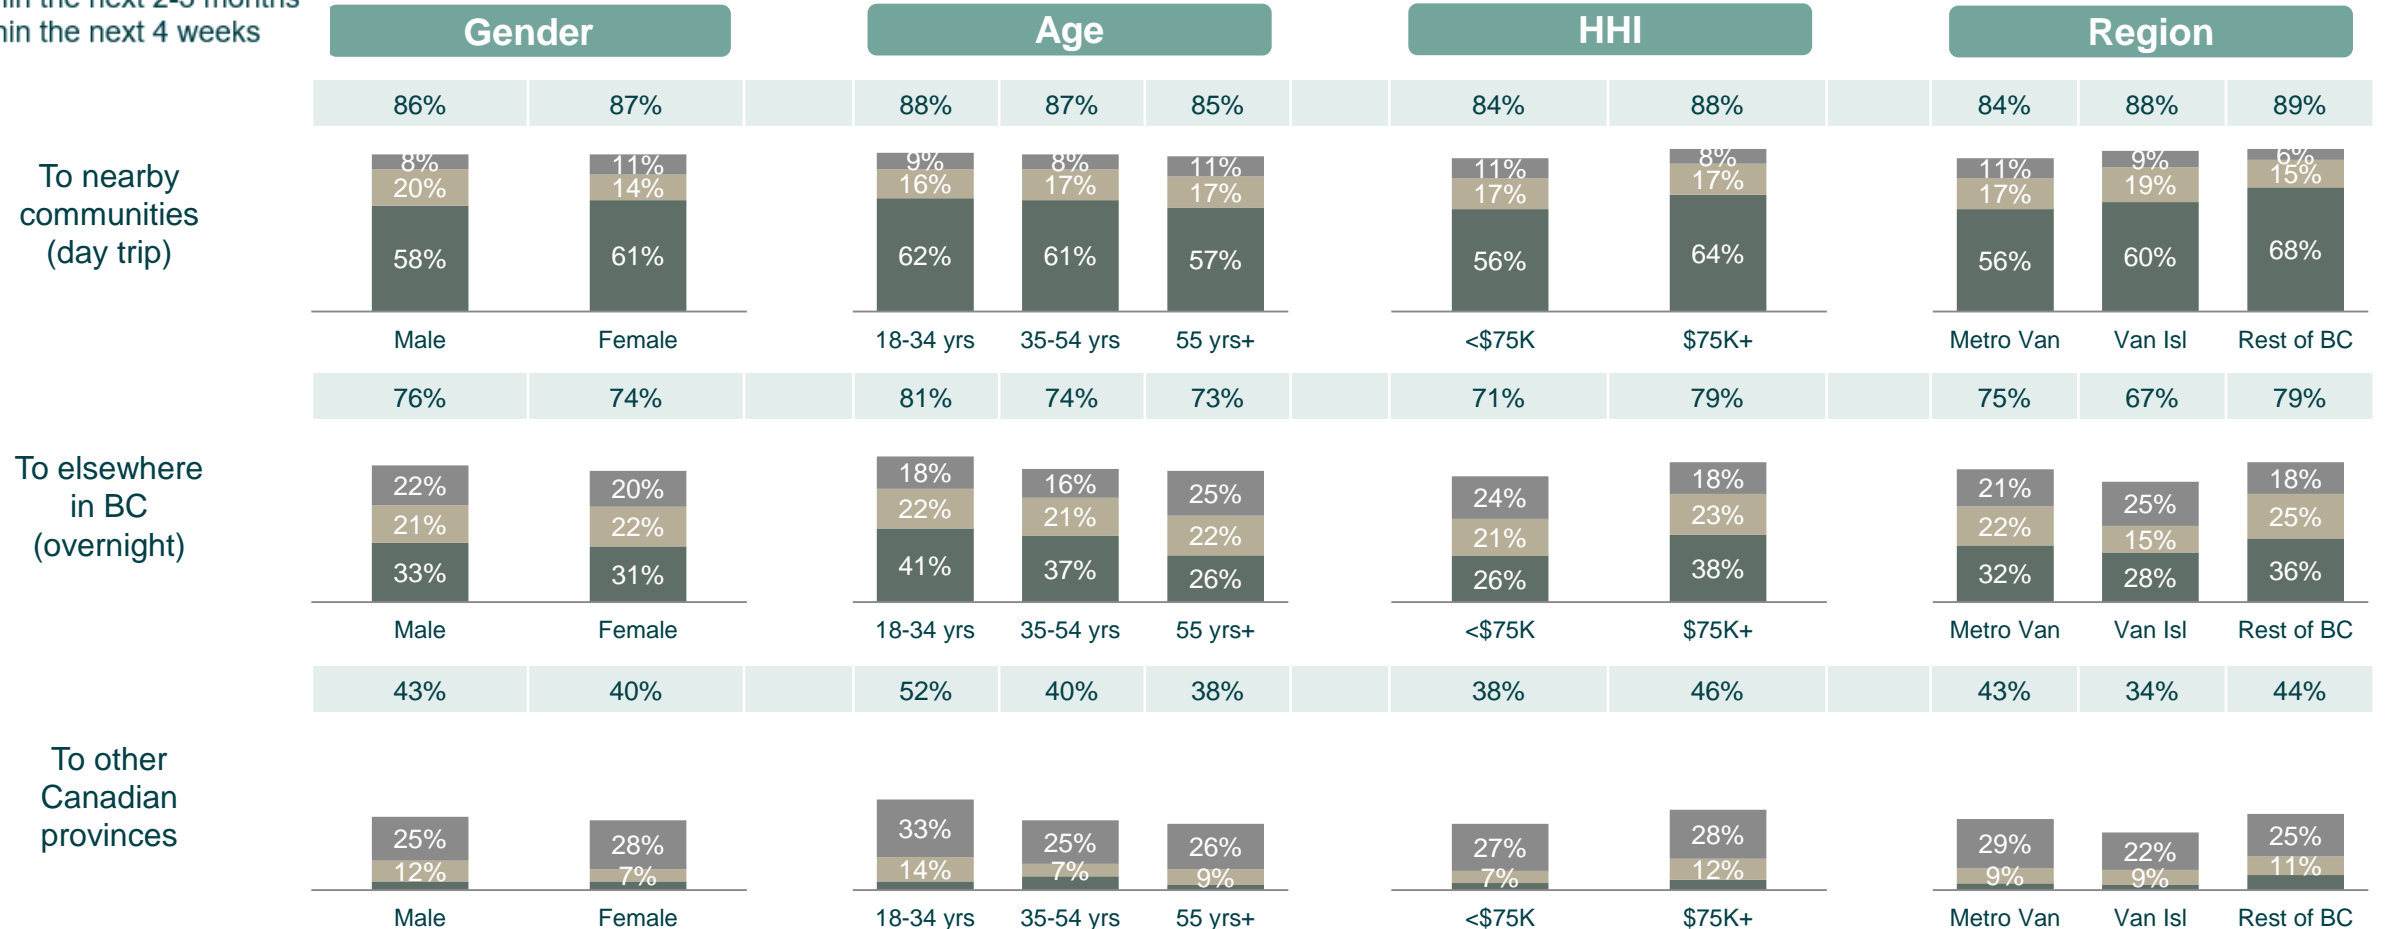 the next 2-3 months
the next 4 weeks
Gender Age HHI Region
86% 87% 88% 87% 85% 84% 88% 84% 88% 89%
To nearby
communities
(day trip)
8% 11% 9% 8% 11% 11% 8% 11% 9% 6%
20% 14% 16% 17% 17% 17% 17% 17% 19% 15%
58% 61% 62% 61% 57% 56% 64% 56% 60% 68%
Male Female 18-34 yrs 35-54 yrs 55 yrs+ <$75K $75K+ Metro Van Van Isl Rest of BC
76% 74% 81% 74% 73% 71% 79% 75% 67% 79%
To elsewhere
in BC
(overnight)
22% 20% 18% 16% 25% 24% 18% 21% 25% 18%
21% 22% 22% 21% 22% 21% 23% 22% 15% 25%
33% 31% 41% 37% 26% 26% 38% 32% 28% 36%
Male Female 18-34 yrs 35-54 yrs 55 yrs+ <$75K $75K+ Metro Van Van Isl Rest of BC
43% 40% 52% 40% 38% 38% 46% 43% 34% 44%
To other
Canadian
provinces
25% 28% 33% 25% 26% 27% 28% 29% 22% 25%
12% 7% 14% 7% 9% 7% 12% 9% 9% 11%
Male Female 18-34 yrs 35-54 yrs 55 yrs+ <$75K $75K+ Metro Van Van Isl Rest of BC